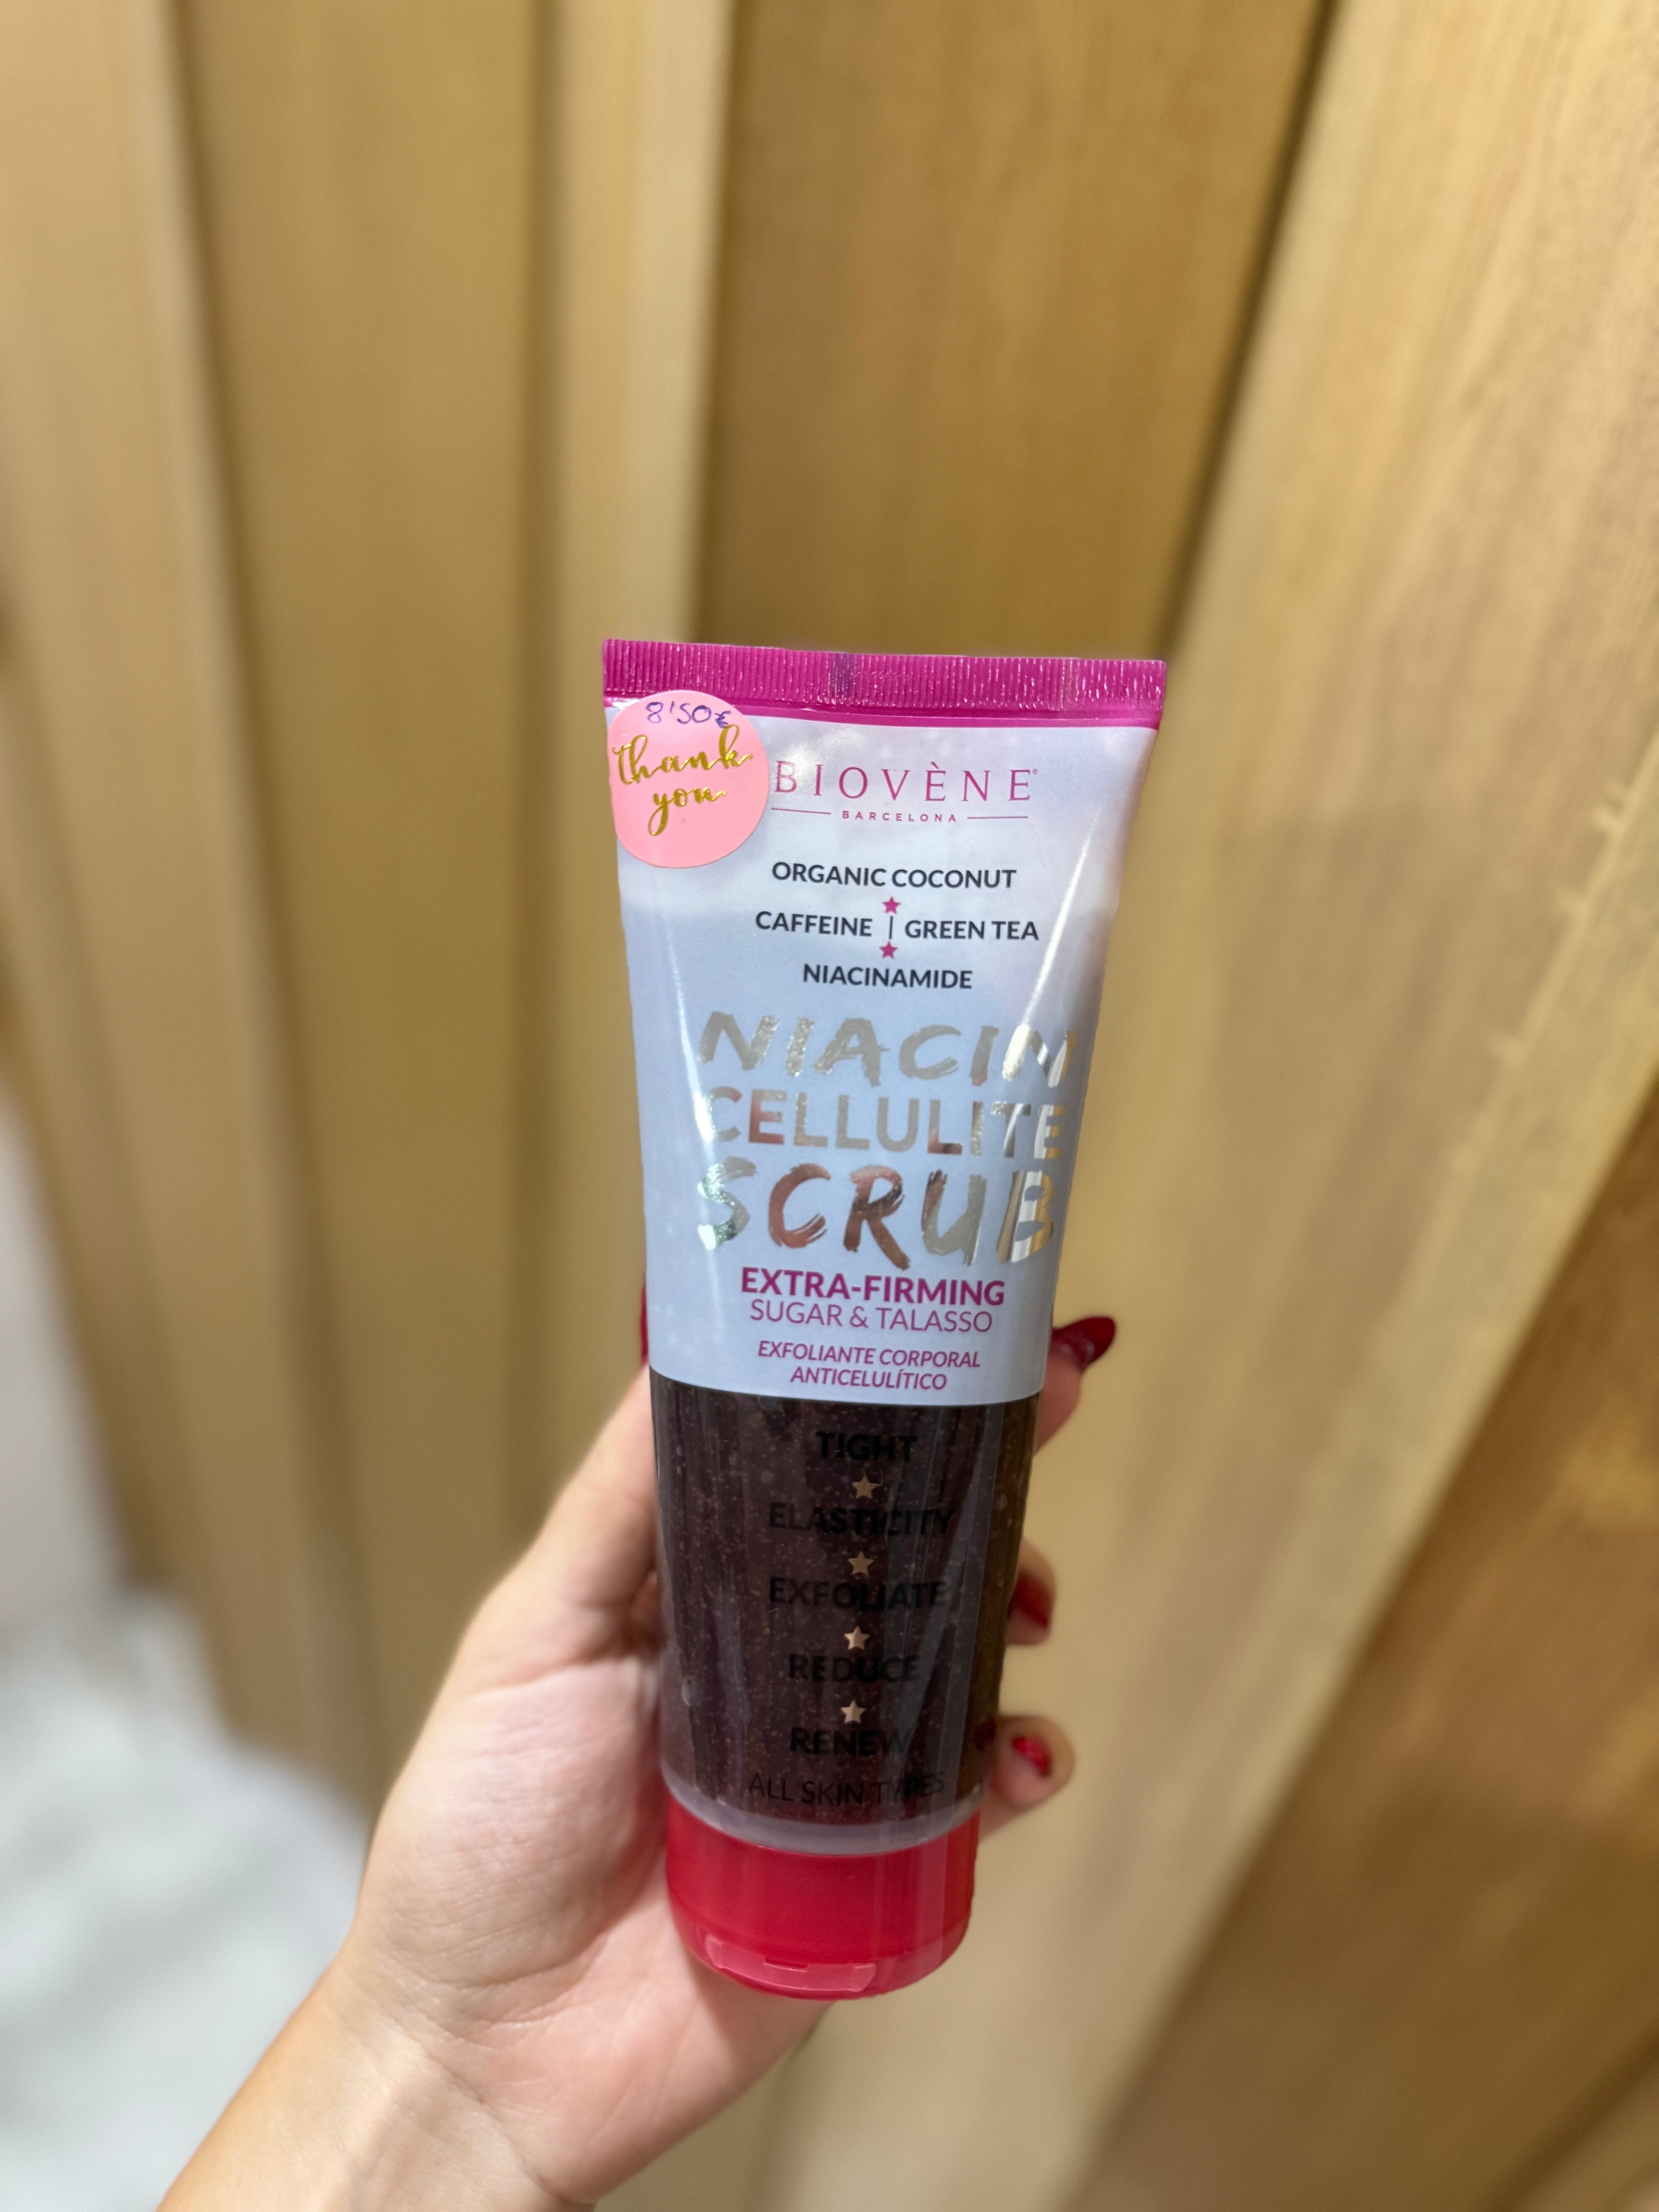 8'50€
thank
you
BIOVÈNE®
BARCELONA
ORGANIC COCONUT
CAFFEINE | GREEN TEA
NIACINAMIDE
NIACIN
CELLULITE
SCRUB
EXTRA-FIRMING
SUGAR & TALASSO
EXFOLIANTE CORPORAL
ANTICELULÍTICO
TIGHT
ELASTICITY
EXFOLIATE
REDUCE
RENEW
ALL SKIN TYPES